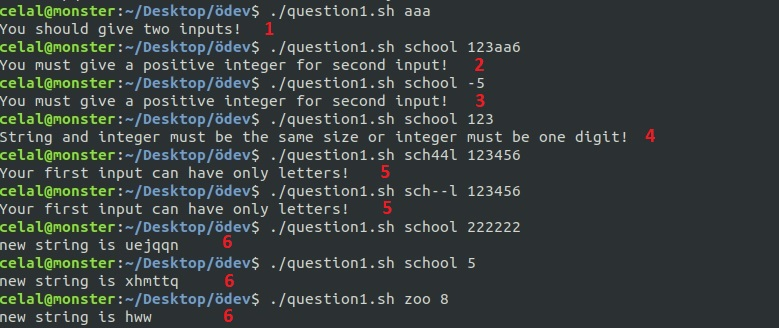 celal@monster:~/Desktop/ödev$ ./question1.sh aaa
You should give two inputs! 1
celal@monster:~/Desktop/ödev$ ./question1.sh school 123aa6
You must give a positive integer for second input! 2
celal@monster:~/Desktop/ödev$ ./question1.sh school -5
You must give a positive integer for second input! 3
celal@monster:~/Desktop/ödev$ ./question1.sh school 123
String and integer must be the same size or integer must be one digit! 4
celal@monster:~/Desktop/ödev$ ./question1.sh sch44l 123456
Your first input can have only letters! 5
celal@monster:~/Desktop/ödev$ ./question1.sh sch--l 123456
Your first input can have only letters! 5
celal@monster:~/Desktop/ödev$ ./question1.sh school 222222
new string is uejqqn 6
celal@monster:~/Desktop/ödev$ ./question1.sh school 5
new string is xhmttq 6
celal@monster:~/Desktop/ödev$ ./question1.sh zoo 8
new string is hww 6